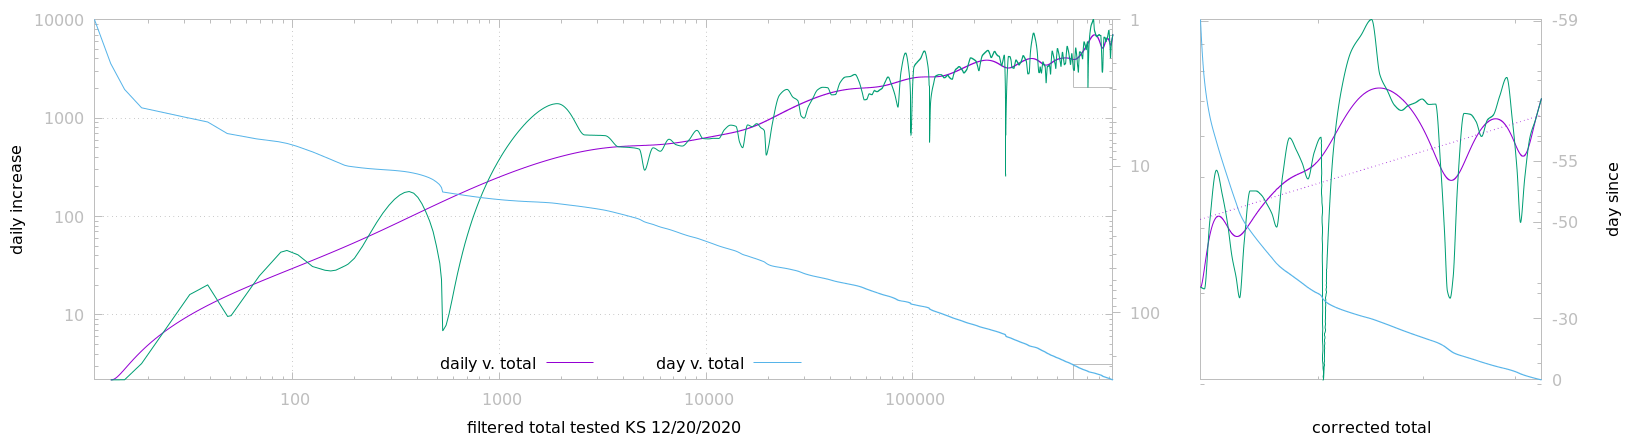 10000
1000
100
10
daily increase
1
10
100
daily v. total
day v. total
100
1000
10000
100000
filtered total tested KS 12/20/2020
-59
-55
-50
-30
0
day since
corrected total